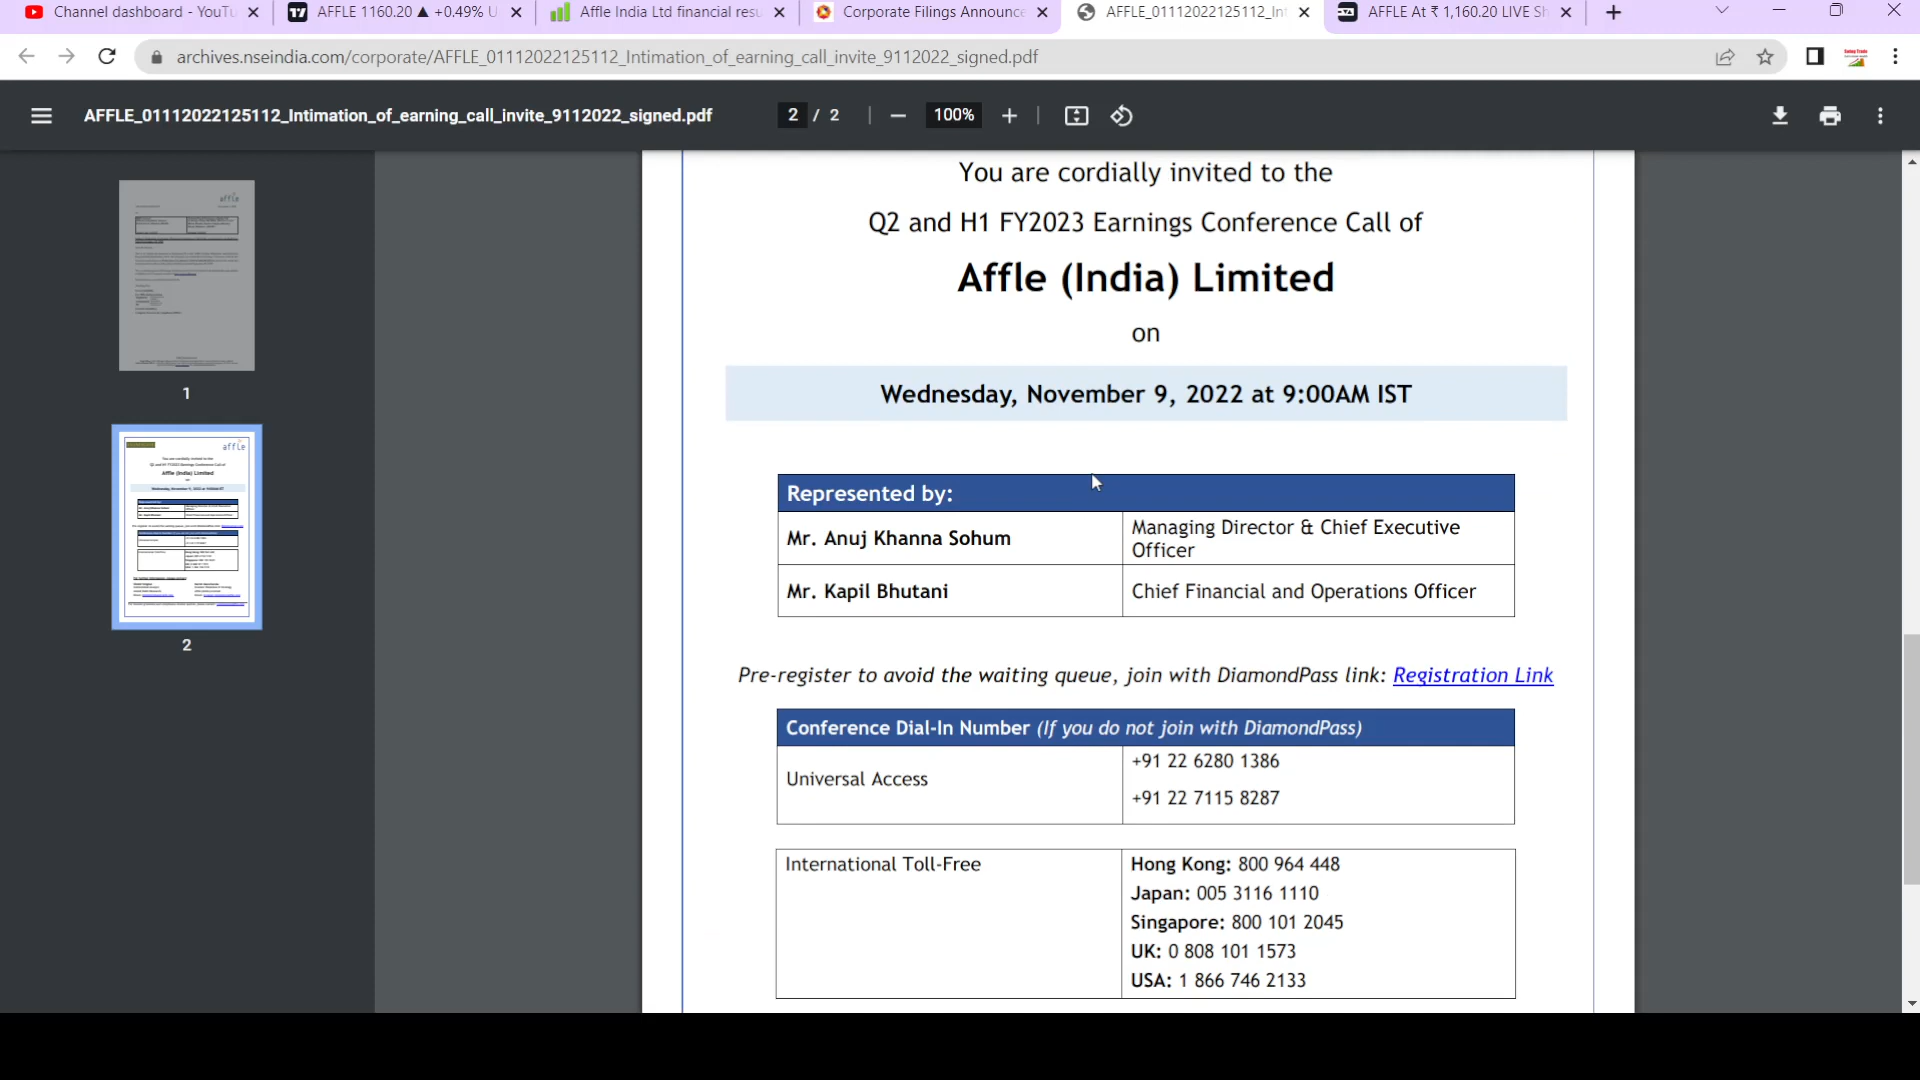 Channel dashboard - YouTu
AFFLE 1160.20 ▲ +0.49% U
Affle India Ltd financial resu
Corporate Filings Announce
AFFLE_01112022125112_Int
AFFLE At ₹ 1,160.20 LIVE Sh
archives.nseindia.com/corporate/AFFLE_01112022125112_Intimation_of_earning_call_invite_9112022_signed.pdf
AFFLE_01112022125112_Intimation_of_earning_call_invite_9112022_signed.pdf
2 / 2
100%
affle
1
affle
2
You are cordially invited to the
Q2 and H1 FY2023 Earnings Conference Call of
Affle (India) Limited
on
Wednesday, November 9, 2022 at 9:00AM IST
Represented by:
Mr. Anuj Khanna Sohum
Managing Director & Chief Executive
Officer
Mr. Kapil Bhutani
Chief Financial and Operations Officer
Pre-register to avoid the waiting queue, join with DiamondPass link: Registration Link
Conference Dial-In Number (If you do not join with DiamondPass)
Universal Access
+91 22 6280 1386
+91 22 7115 8287
International Toll-Free
Hong Kong: 800 964 448
Japan: 005 3116 1110
Singapore: 800 101 2045
UK: 0 808 101 1573
USA: 1 866 746 2133